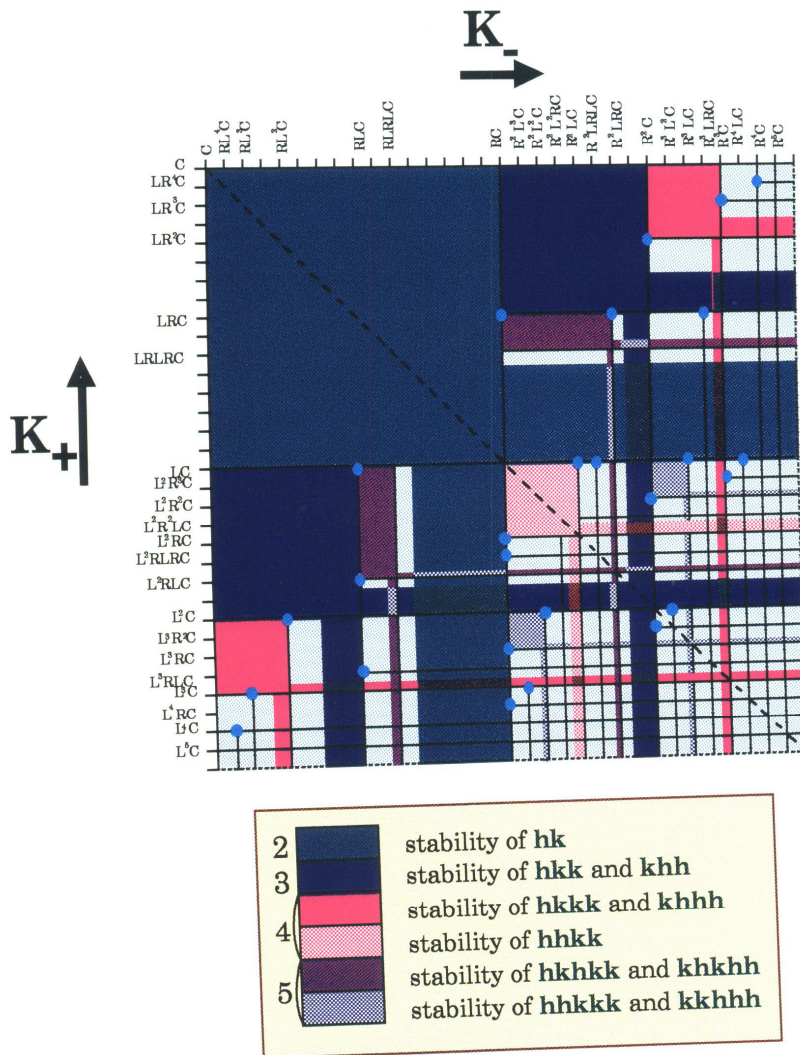 K_
C
RL⁴C
RL³C
RL²C
RLC
RLRLC
RC
R²L³C
R²L²C
R²L²RC
R²LC
R²LRLC
R²LRC
R²C
R³L²C
R³LC
R³LRC
R³C
R⁴LC
R⁴C
R⁵C
C
LR⁴C
LR³C
LR²C
LRC
LRLRC
K₊
LC
L²R³C
L²R²C
L²R²LC
L²RC
L²RLRC
L²RLC
L²C
L³R²C
L³RC
L³RLC
L³C
L⁴RC
L⁴C
L⁵C
2 stability of hk
3 stability of hkk and khh
4 stability of hkkk and khhh
stability of hhkk
5 stability of hkhkk and khkhh
stability of hhkkk and kkhhh